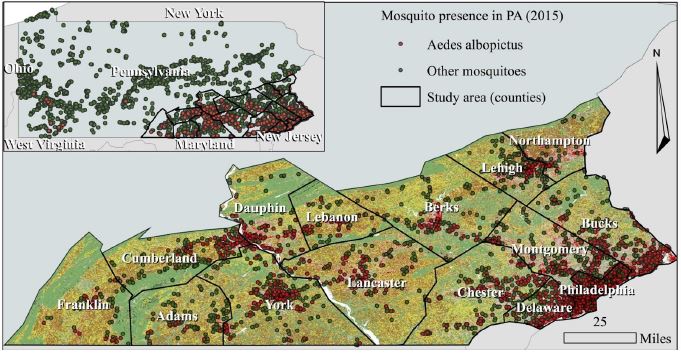 New York
Ohio
Pennsylvania
West Virginia
Maryland
New Jersey
Mosquito presence in PA (2015)
Aedes albopictus
Other mosquitoes
Study area (counties)
N
Northampton
Lehigh
Dauphin
Lebanon
Berks
Bucks
Montgomery
Cumberland
Lancaster
Chester
Philadelphia
Franklin
Adams
York
Delaware
25
Miles